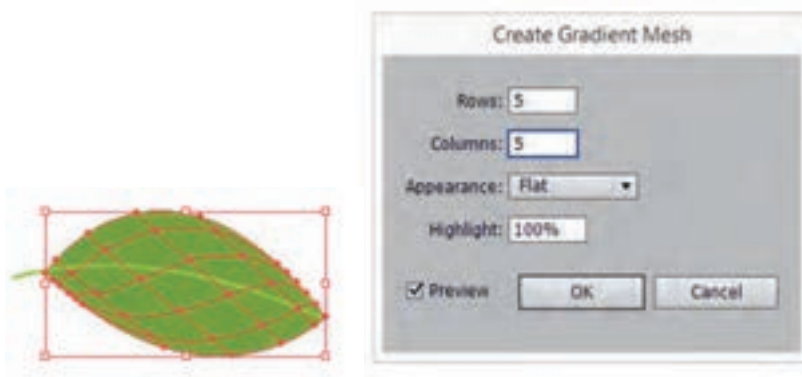 Create Gradient Mesh
Rows: 5
Columns: 5
Appearance: Flat
Highlight: 100%
Preview OK Cancel